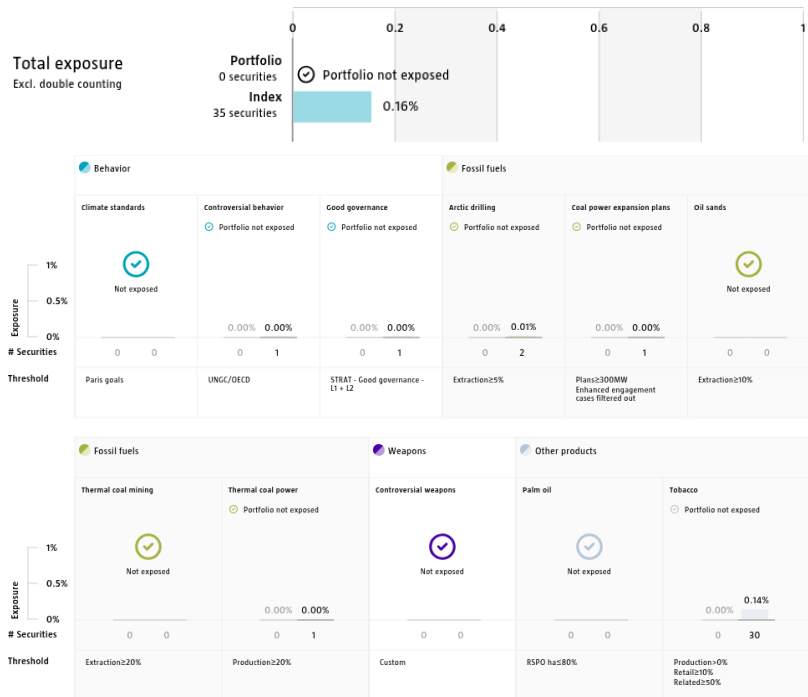 0 0.2 0.4 0.6 0.8 1
Total exposure
Excl. double counting
Portfolio
0 securities
Portfolio not exposed
Index
35 securities
0.16%
Behavior
Fossil fuels
Climate standards
Controversial behavior
Good governance
Arctic drilling
Coal power expansion plans
Oil sands
Portfolio not exposed
Portfolio not exposed
Portfolio not exposed
Portfolio not exposed
Not exposed
Not exposed
Exposure
1%
0.5%
0%
0.00% 0.00%
0.00% 0.00%
0.00% 0.01%
0.00% 0.00%
# Securities
0 0
0 1
0 1
0 2
0 1
0 0
Threshold
Paris goals
UNGC/OECD
STRAT - Good governance -
L1 + L2
Extraction≥5%
Plans≥300MW
Enhanced engagement
cases filtered out
Extraction≥10%
Fossil fuels
Weapons
Other products
Thermal coal mining
Thermal coal power
Controversial weapons
Palm oil
Tobacco
Portfolio not exposed
Portfolio not exposed
Not exposed
Not exposed
Not exposed
Exposure
1%
0.5%
0%
0.00% 0.00%
0.00% 0.14%
# Securities
0 0
0 1
0 0
0 0
0 30
Threshold
Extraction≥20%
Production≥20%
Custom
RSPO ha≤80%
Production>0%
Retail≥10%
Related≥50%